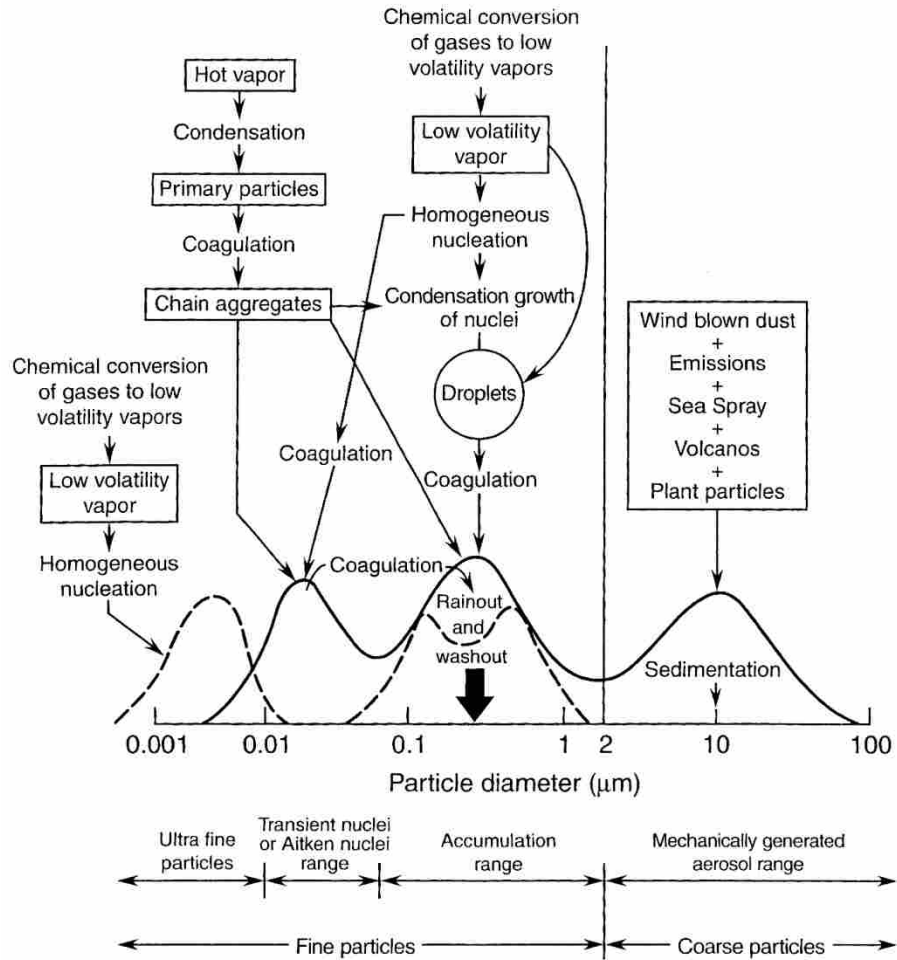 Chemical conversion
of gases to low
volatility vapors
Hot vapor
Condensation
Low volatility
vapor
Primary particles
Coagulation
Homogeneous
nucleation
Chain aggregates
Condensation growth
of nuclei
Wind blown dust
+
Emissions
+
Sea Spray
+
Volcanos
+
Plant particles
Chemical conversion
of gases to low
volatility vapors
Droplets
Coagulation
Coagulation
Low volatility
vapor
Homogeneous
nucleation
Coagulation
Rainout
and
washout
Sedimentation
0.001 0.01 0.1 1 2 10 100
Particle diameter (μm)
Ultra fine
particles
Transient nuclei
or Aitken nuclei
range
Accumulation
range
Mechanically generated
aerosol range
Fine particles
Coarse particles